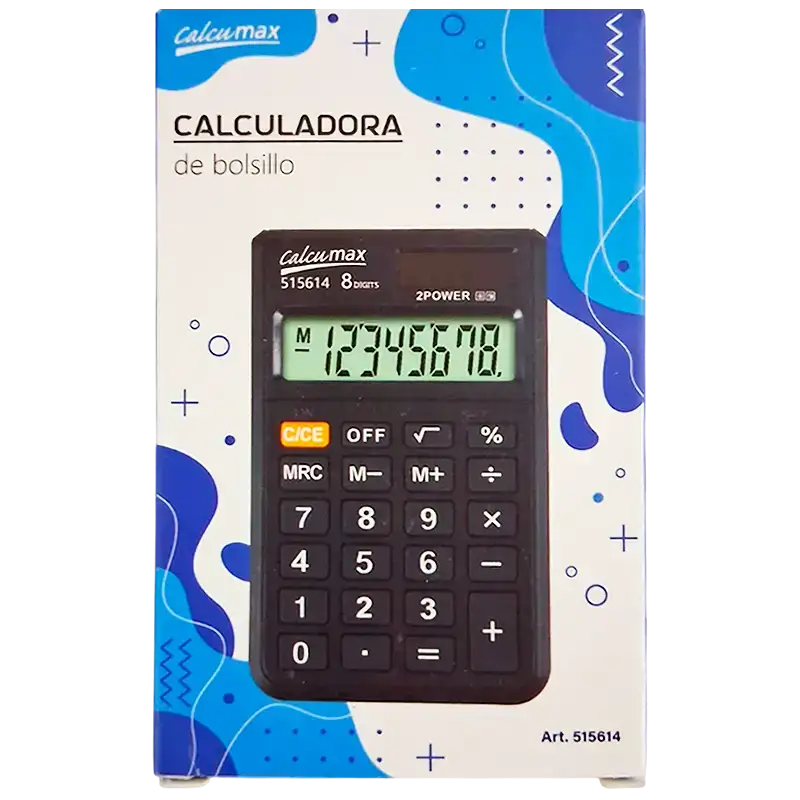 Calcumax
CALCULADORA
de bolsillo
Calcumax
515614 8 DIGITS
2POWER
M
-12345678.
C/CE OFF √ %
MRC M− M+ ÷
7 8 9 ×
4 5 6 −
1 2 3 +
0 · =
Art. 515614